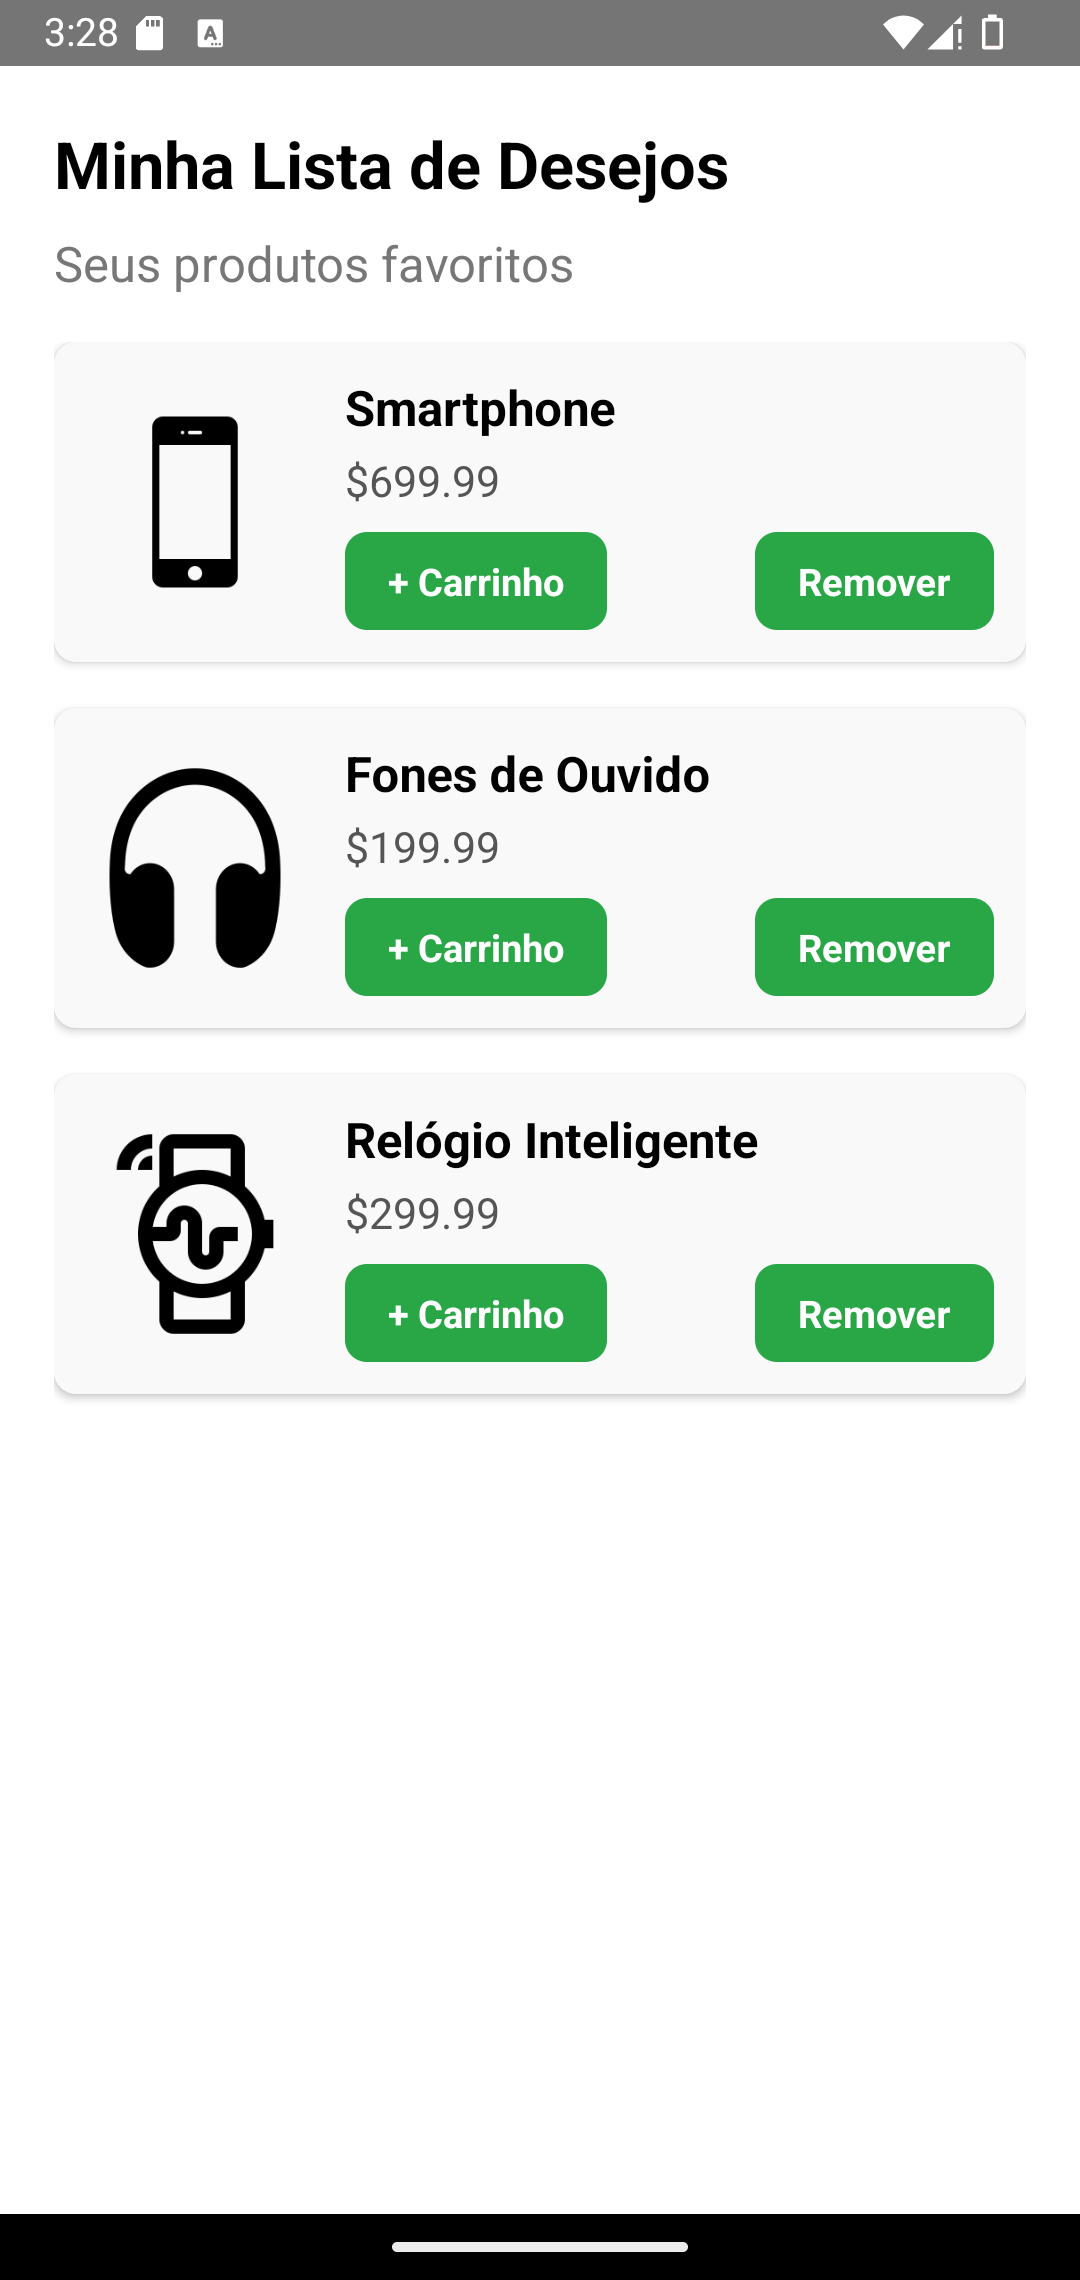 3:28
Minha Lista de Desejos
Seus produtos favoritos
Smartphone
$699.99
+ Carrinho Remover
Fones de Ouvido
$199.99
+ Carrinho Remover
Relógio Inteligente
$299.99
+ Carrinho Remover